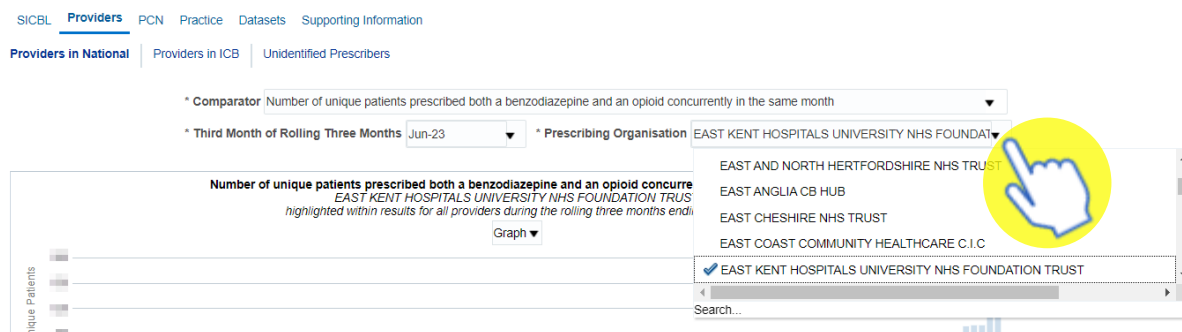 SICBL Providers PCN Practice Datasets Supporting Information
Providers in National Providers in ICB Unidentified Prescribers
* Comparator Number of unique patients prescribed both a benzodiazepine and an opioid concurrently in the same month
* Third Month of Rolling Three Months Jun-23 * Prescribing Organisation EAST KENT HOSPITALS UNIVERSITY NHS FOUNDAT
EAST AND NORTH HERTFORDSHIRE NHS TRUST
EAST ANGLIA CB HUB
EAST CHESHIRE NHS TRUST
EAST COAST COMMUNITY HEALTHCARE C.I.C
EAST KENT HOSPITALS UNIVERSITY NHS FOUNDATION TRUST
Search...
Number of unique patients prescribed both a benzodiazepine and an opioid concurre
EAST KENT HOSPITALS UNIVERSITY NHS FOUNDATION TRUS
highlighted within results for all providers during the rolling three months endi
Graph
ique Patients